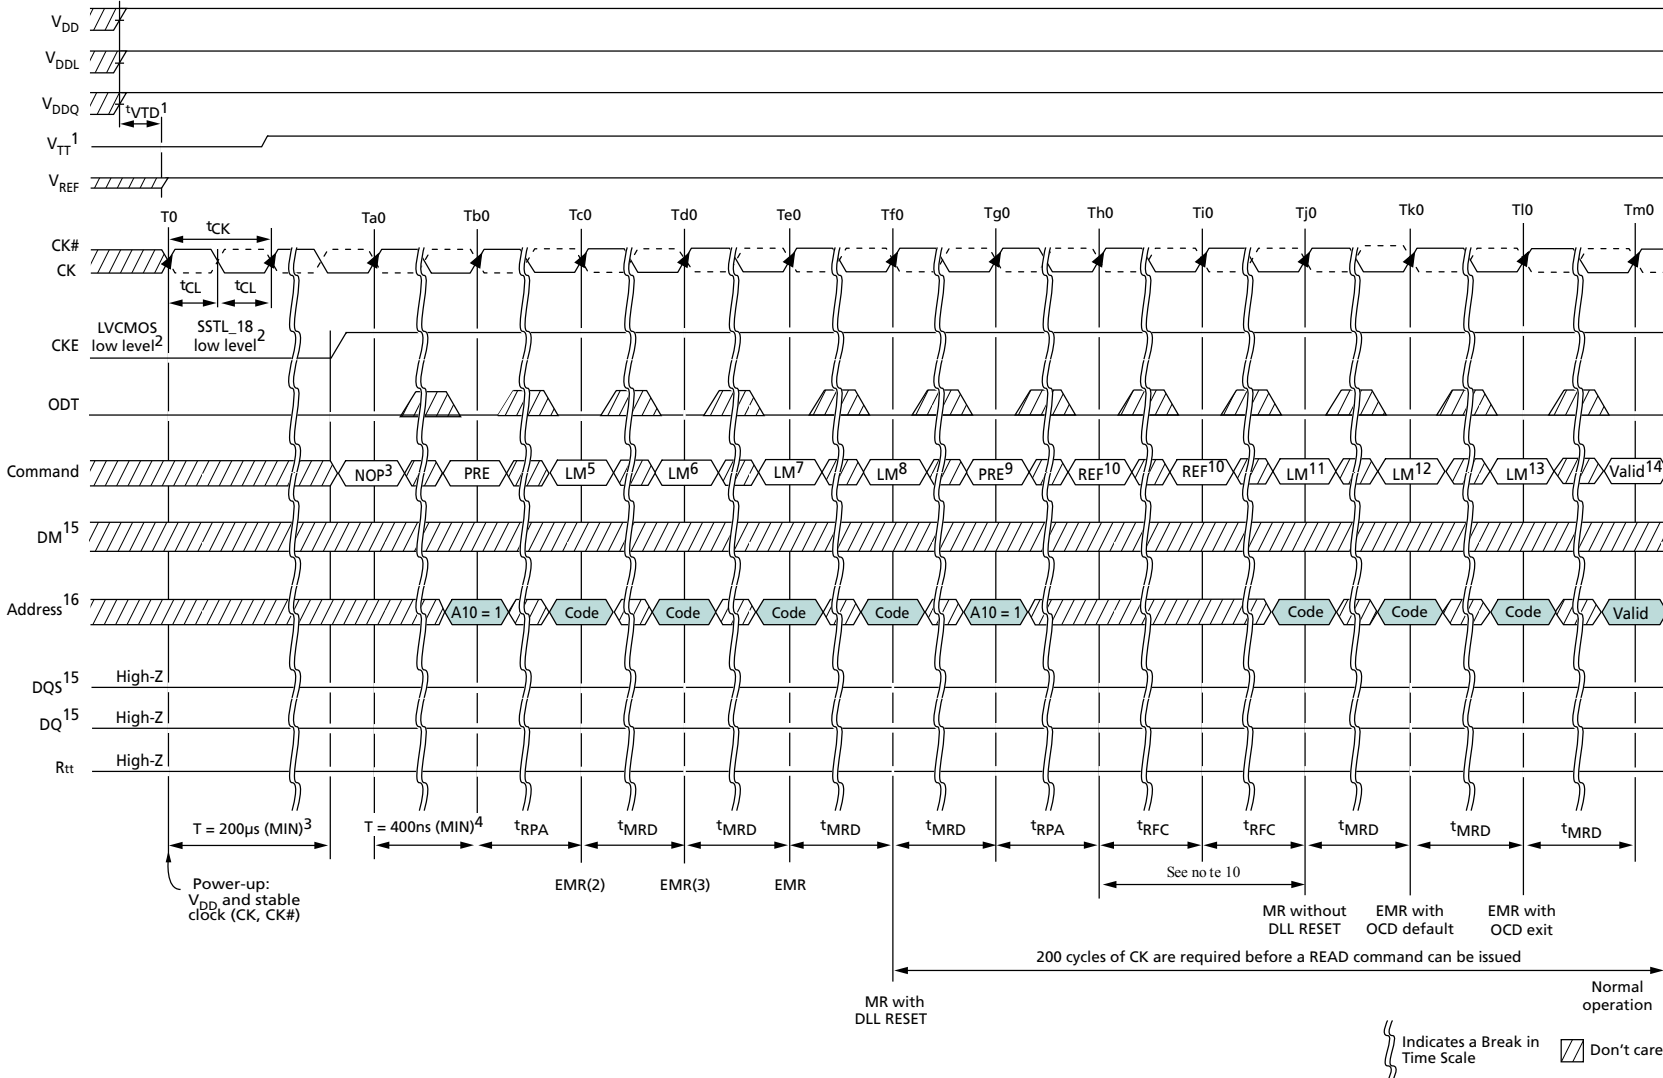 VDD
VDDL
VDDQ
tVTD1
VTT1
VREF
T0 Ta0 Tb0 Tc0 Td0 Te0 Tf0 Tg0 Th0 Ti0 Tj0 Tk0 Tl0 Tm0
tCK
CK#
CK
tCL tCL
LVCMOS
low level2
SSTL_18
low level2
CKE
ODT
Command NOP3 PRE LM5 LM6 LM7 LM8 PRE9 REF10 REF10 LM11 LM12 LM13 Valid14
DM15
Address16 A10 = 1 Code Code Code Code A10 = 1 Code Code Code Valid
DQS15 High-Z
DQ15 High-Z
Rtt High-Z
T = 200µs (MIN)3 T = 400ns (MIN)4 tRPA tMRD tMRD tMRD tMRD tRPA tRFC tRFC tMRD tMRD tMRD
See note 10
Power-up:
VDD and stable
clock (CK, CK#)
EMR(2) EMR(3) EMR
MR without
DLL RESET
EMR with
OCD default
EMR with
OCD exit
200 cycles of CK are required before a READ command can be issued
MR with
DLL RESET
Normal
operation
Indicates a Break in
Time Scale
Don't care